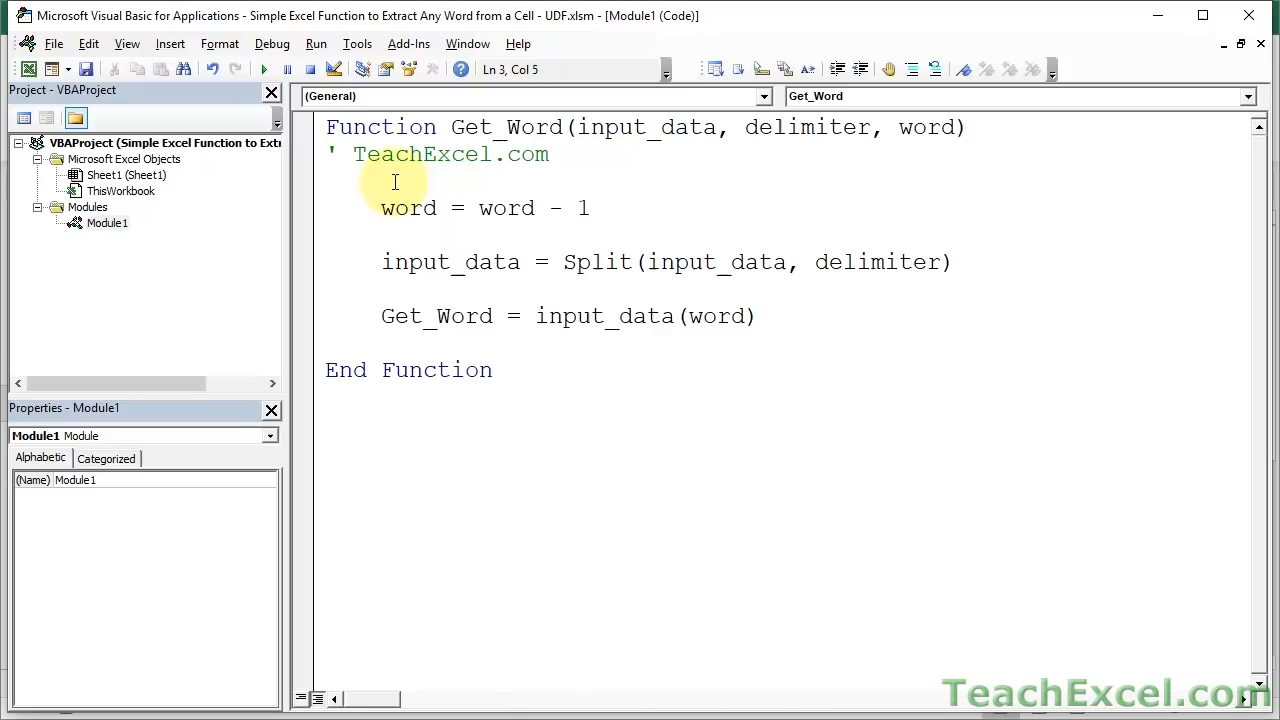 Microsoft Visual Basic for Applications - Simple Excel Function to Extract Any Word from a Cell - UDF.xlsm - [Module1 (Code)]
File Edit View Insert Format Debug Run Tools Add-Ins Window Help
Ln 3, Col 5
Project - VBAProject
(General)
Get_Word
VBAProject (Simple Excel Function to Extr
Microsoft Excel Objects
Sheet1 (Sheet1)
ThisWorkbook
Modules
Module1
Function Get_Word(input_data, delimiter, word)
' TeachExcel.com
word = word - 1
input_data = Split(input_data, delimiter)
Get_Word = input_data(word)
End Function
Properties - Module1
Module1 Module
Alphabetic Categorized
(Name) Module1
TeachExcel.com